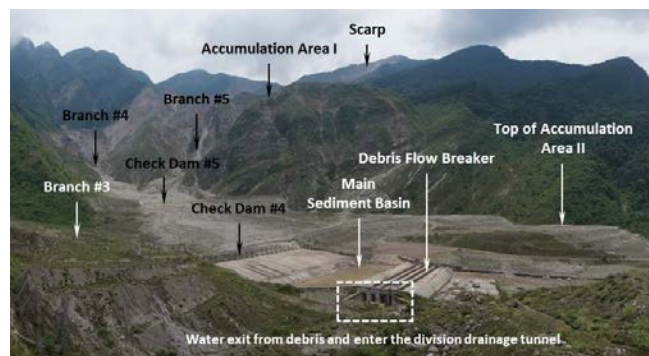 Scarp
Accumulation Area I
Branch #5
Branch #4
Top of Accumulation
Area II
Debris Flow Breaker
Check Dam #5
Main
Sediment Basin
Branch #3
Check Dam #4
Water exit from debris and enter the division drainage tunnel